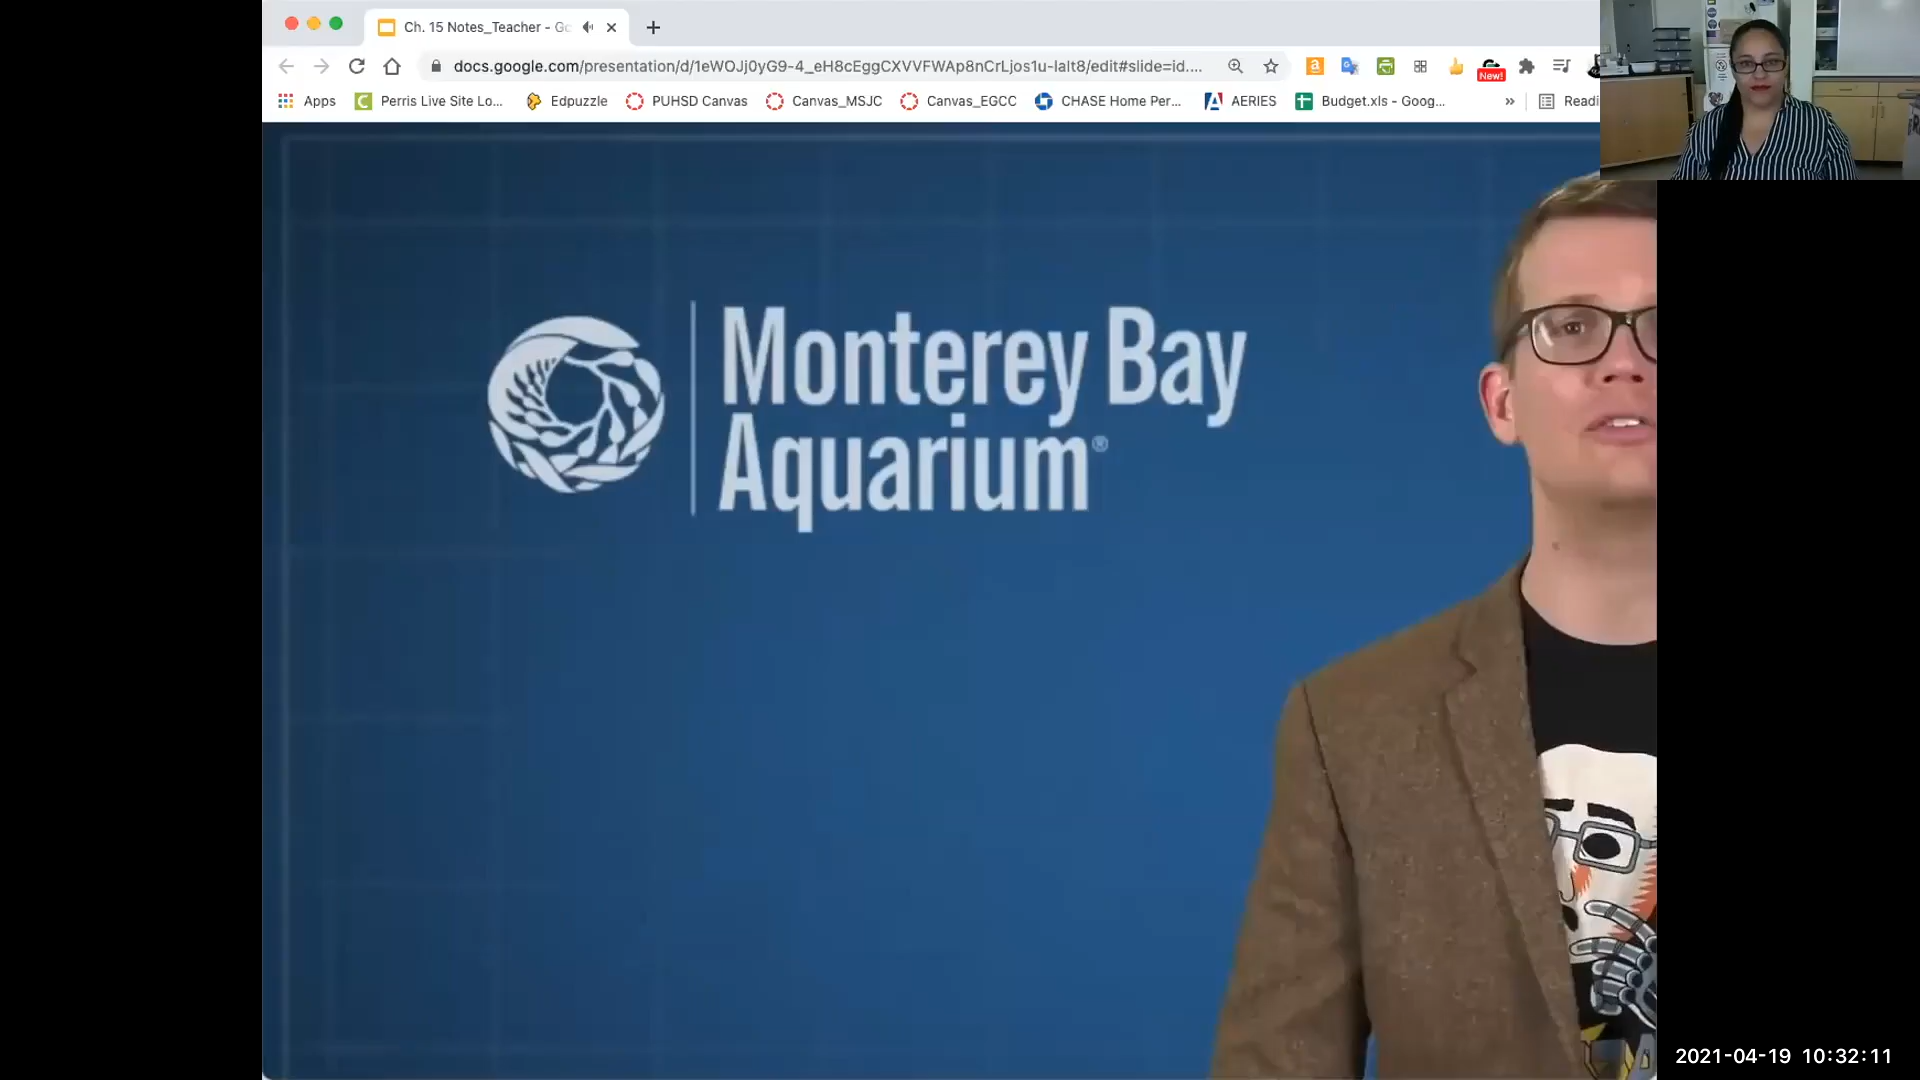 Ch. 15 Notes_Teacher - Go
docs.google.com/presentation/d/1eWOJj0yG9-4_eH8cEggCXVVFWAp8nCrLjos1u-lalt8/edit#slide=id....
New!
Apps
Perris Live Site Lo...
Edpuzzle
PUHSD Canvas
Canvas_MSJC
Canvas_EGCC
CHASE Home Per...
AERIES
Budget.xls - Goog...
»
Readi
Monterey Bay
Aquarium®
2021-04-19 10:32:11